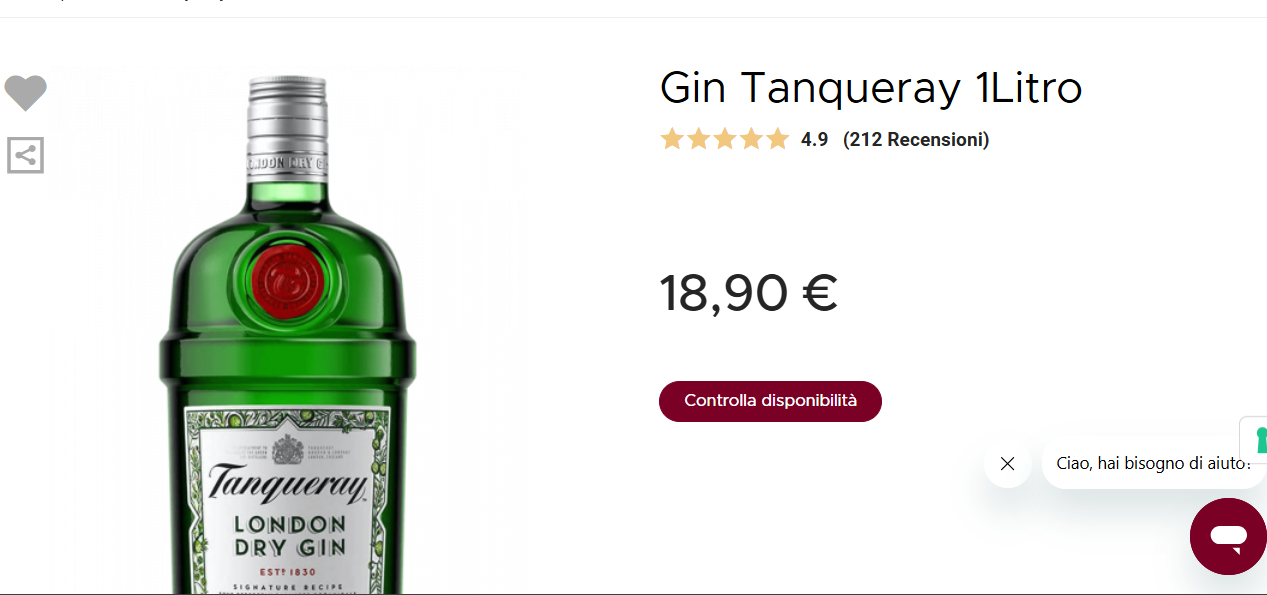 Gin Tanqueray 1Litro
4.9 (212 Recensioni)
18,90 €
Controlla disponibilità
Ciao, hai bisogno di aiuto?
LONDON DRY G
Tanqueray
LONDON
DRY GIN
ESTD 1830
SIGNATURE RECIPE